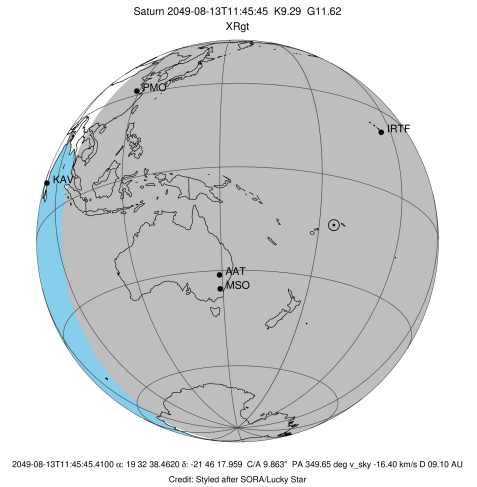 Saturn 2049-08-13T11:45:45 K9.29 G11.62
XRgt
PMO
IRTF
KAV
AAT
MSO
2049-08-13T11:45:45.4100 α: 19 32 38.4620 δ: -21 46 17.959 C/A 9.863" PA 349.65 deg v_sky -16.40 km/s D 09.10 AU
Credit: Styled after SORA/Lucky Star